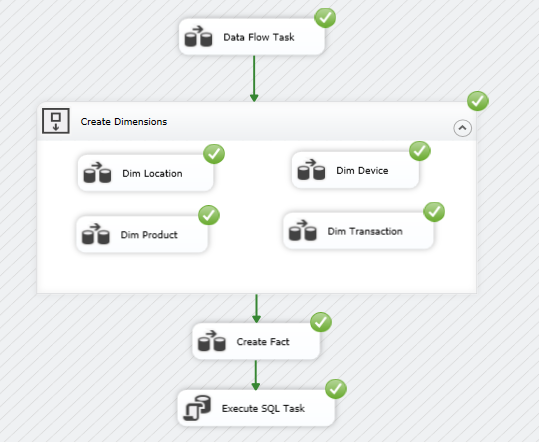 Data Flow Task
Create Dimensions
Dim Location
Dim Device
Dim Product
Dim Transaction
Create Fact
Execute SQL Task